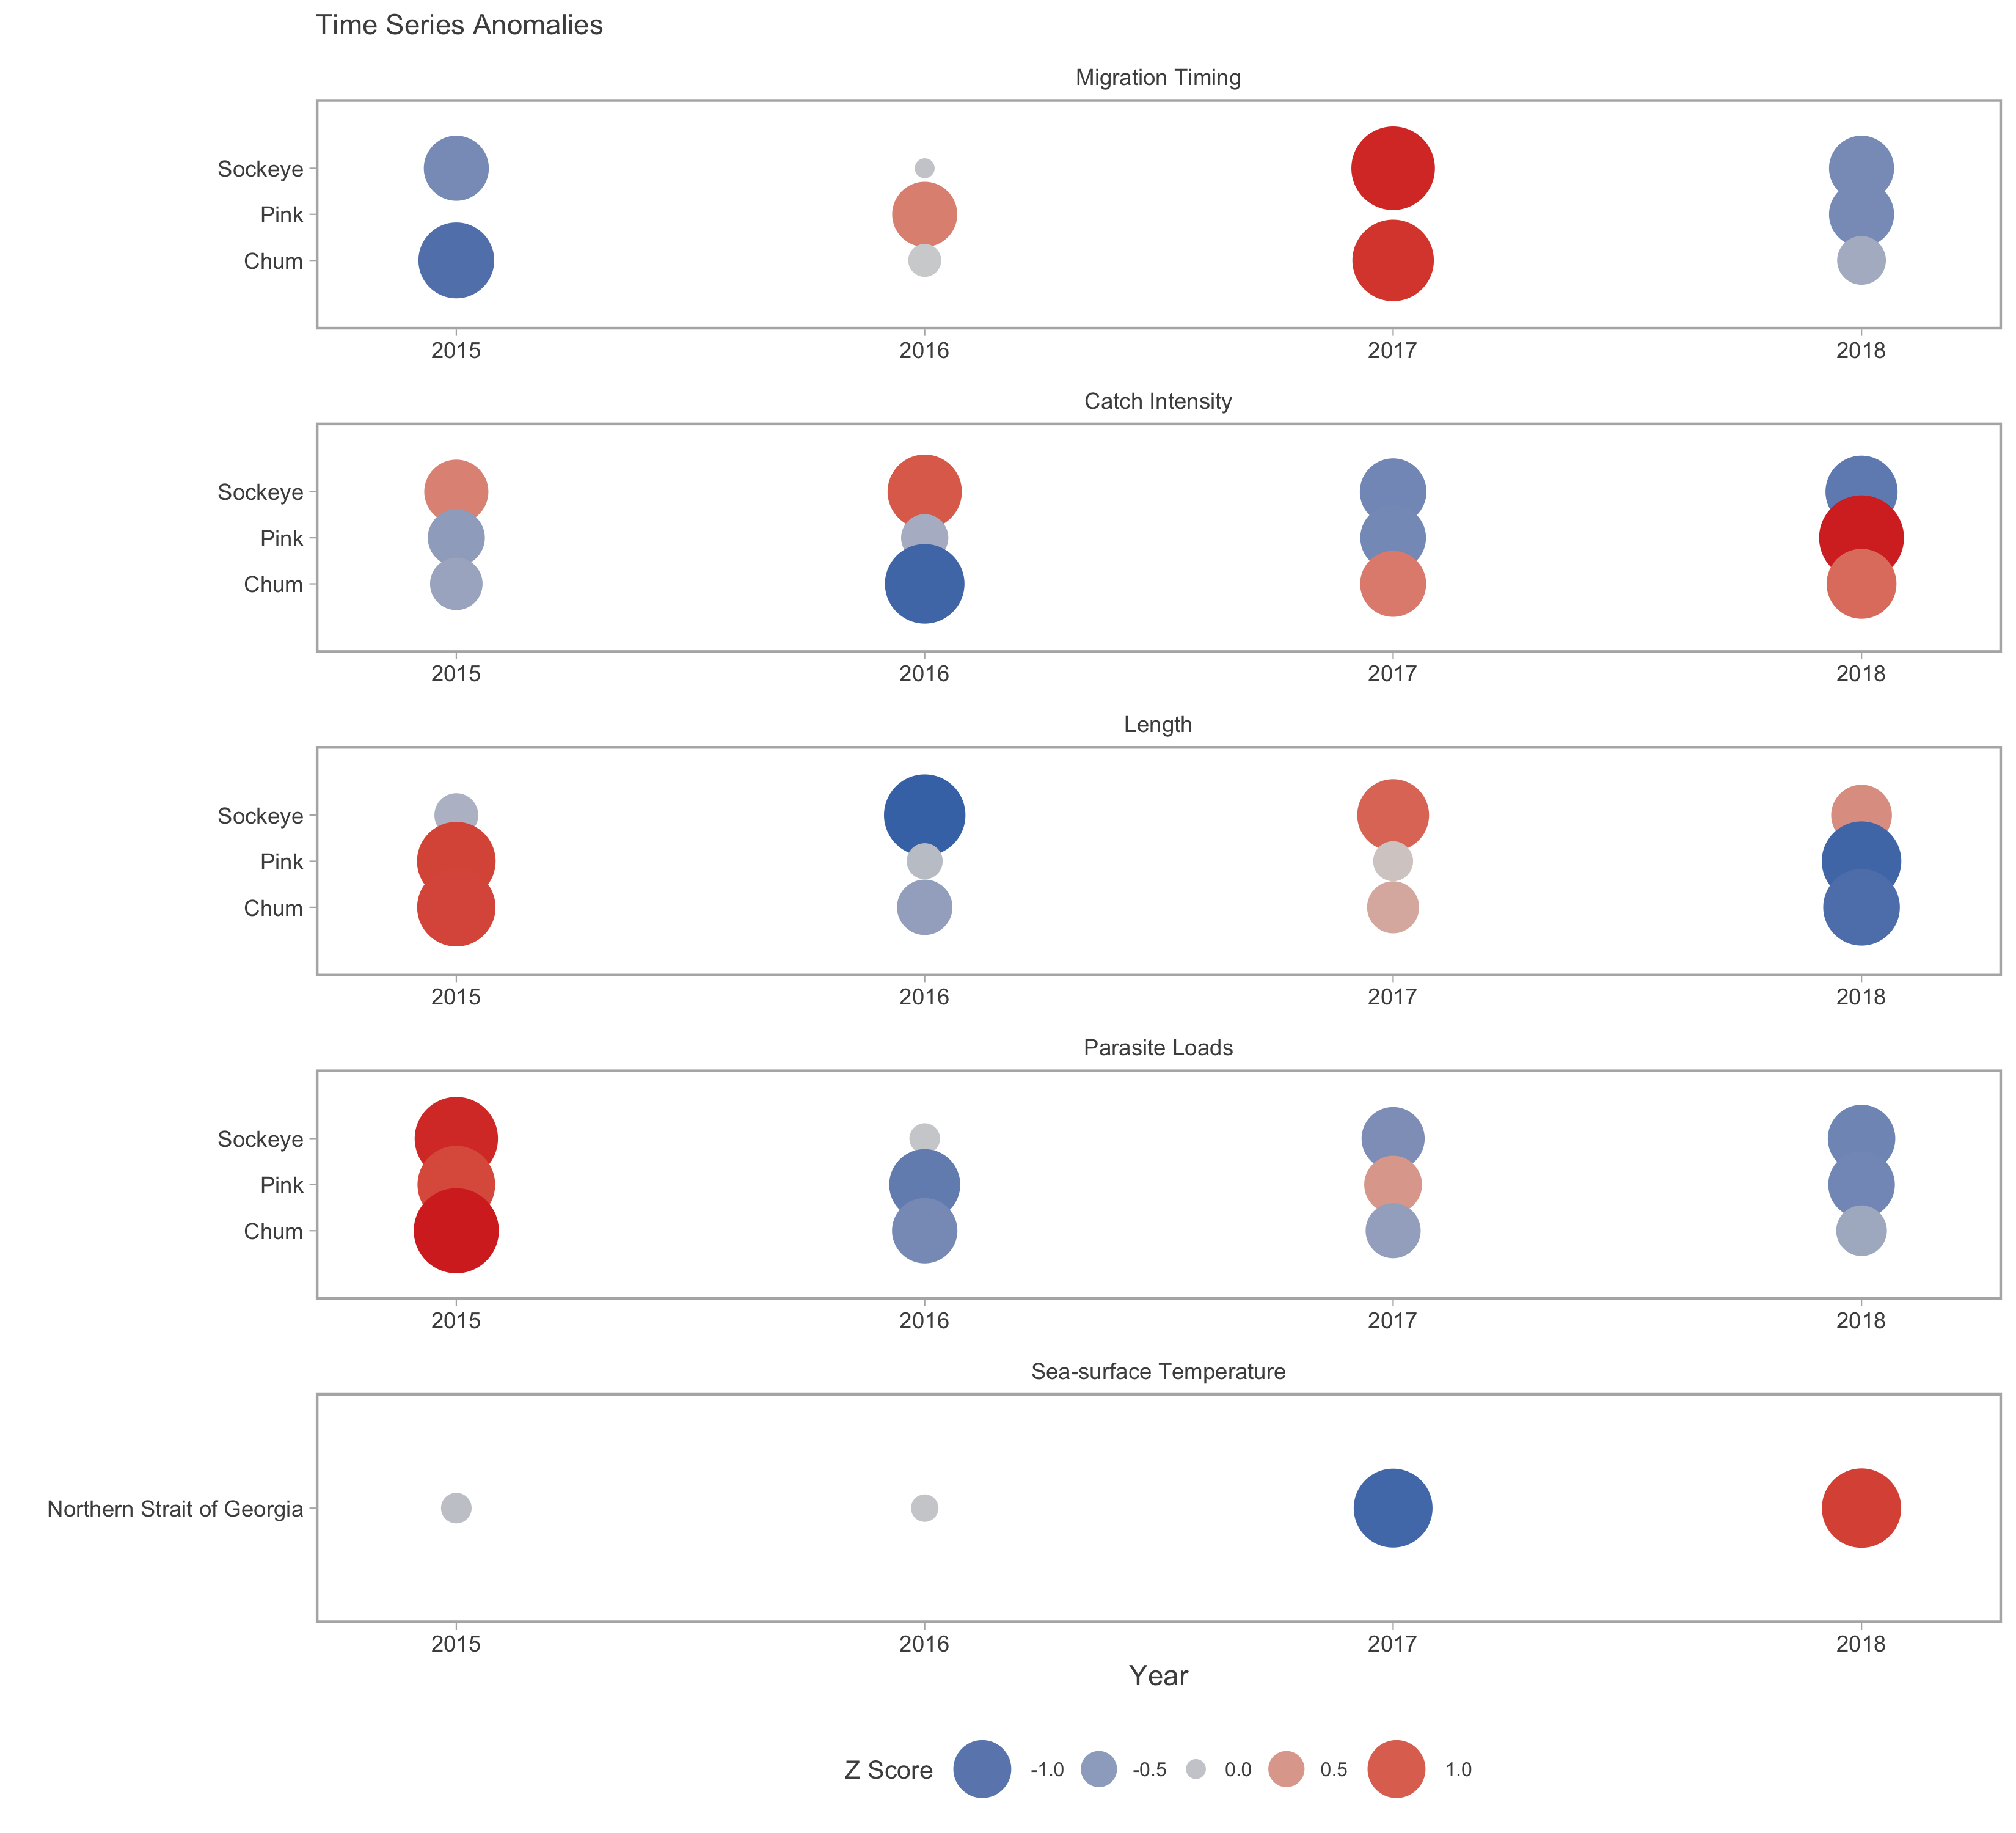 Time Series Anomalies
Migration Timing
Sockeye
Pink
Chum
2015 2016 2017 2018
Catch Intensity
Sockeye
Pink
Chum
2015 2016 2017 2018
Length
Sockeye
Pink
Chum
2015 2016 2017 2018
Parasite Loads
Sockeye
Pink
Chum
2015 2016 2017 2018
Sea-surface Temperature
Northern Strait of Georgia
2015 2016 2017 2018
Year
Z Score -1.0 -0.5 0.0 0.5 1.0